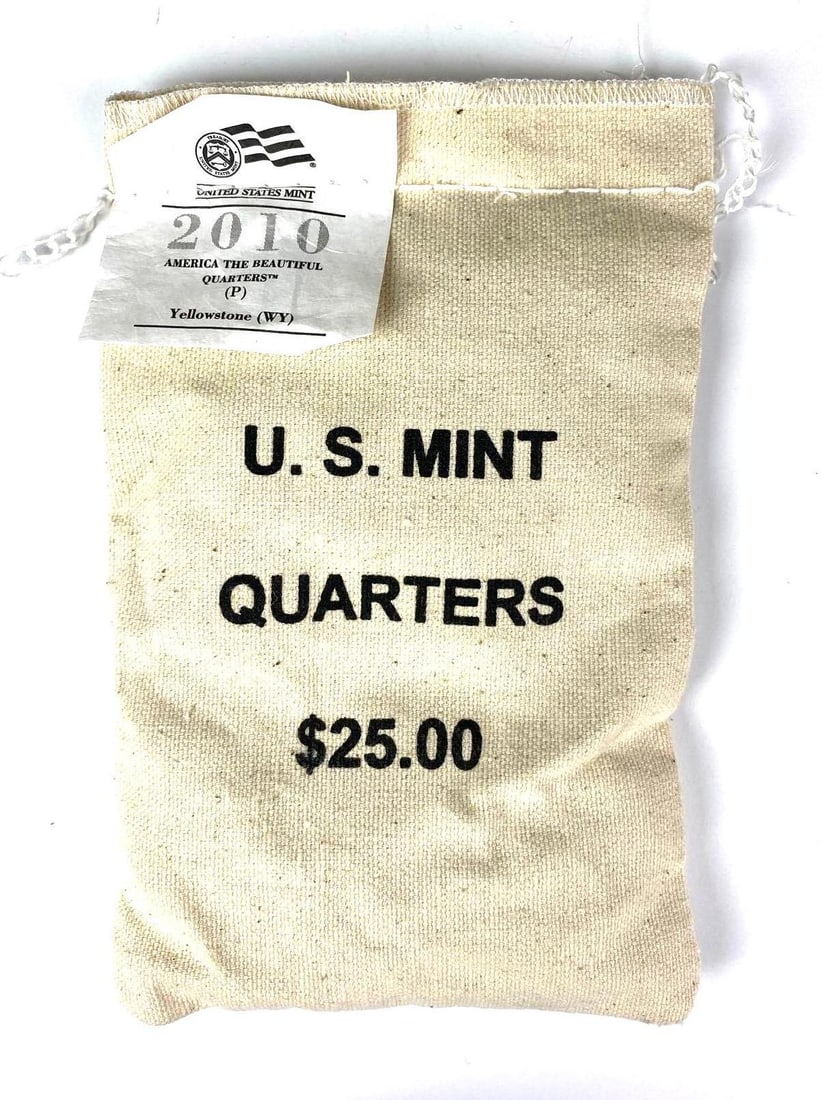 UNITED STATES MINT
2010
AMERICA THE BEAUTIFUL
QUARTERS™
(P)
Yellowstone (WY)
U. S. MINT
QUARTERS
$25.00